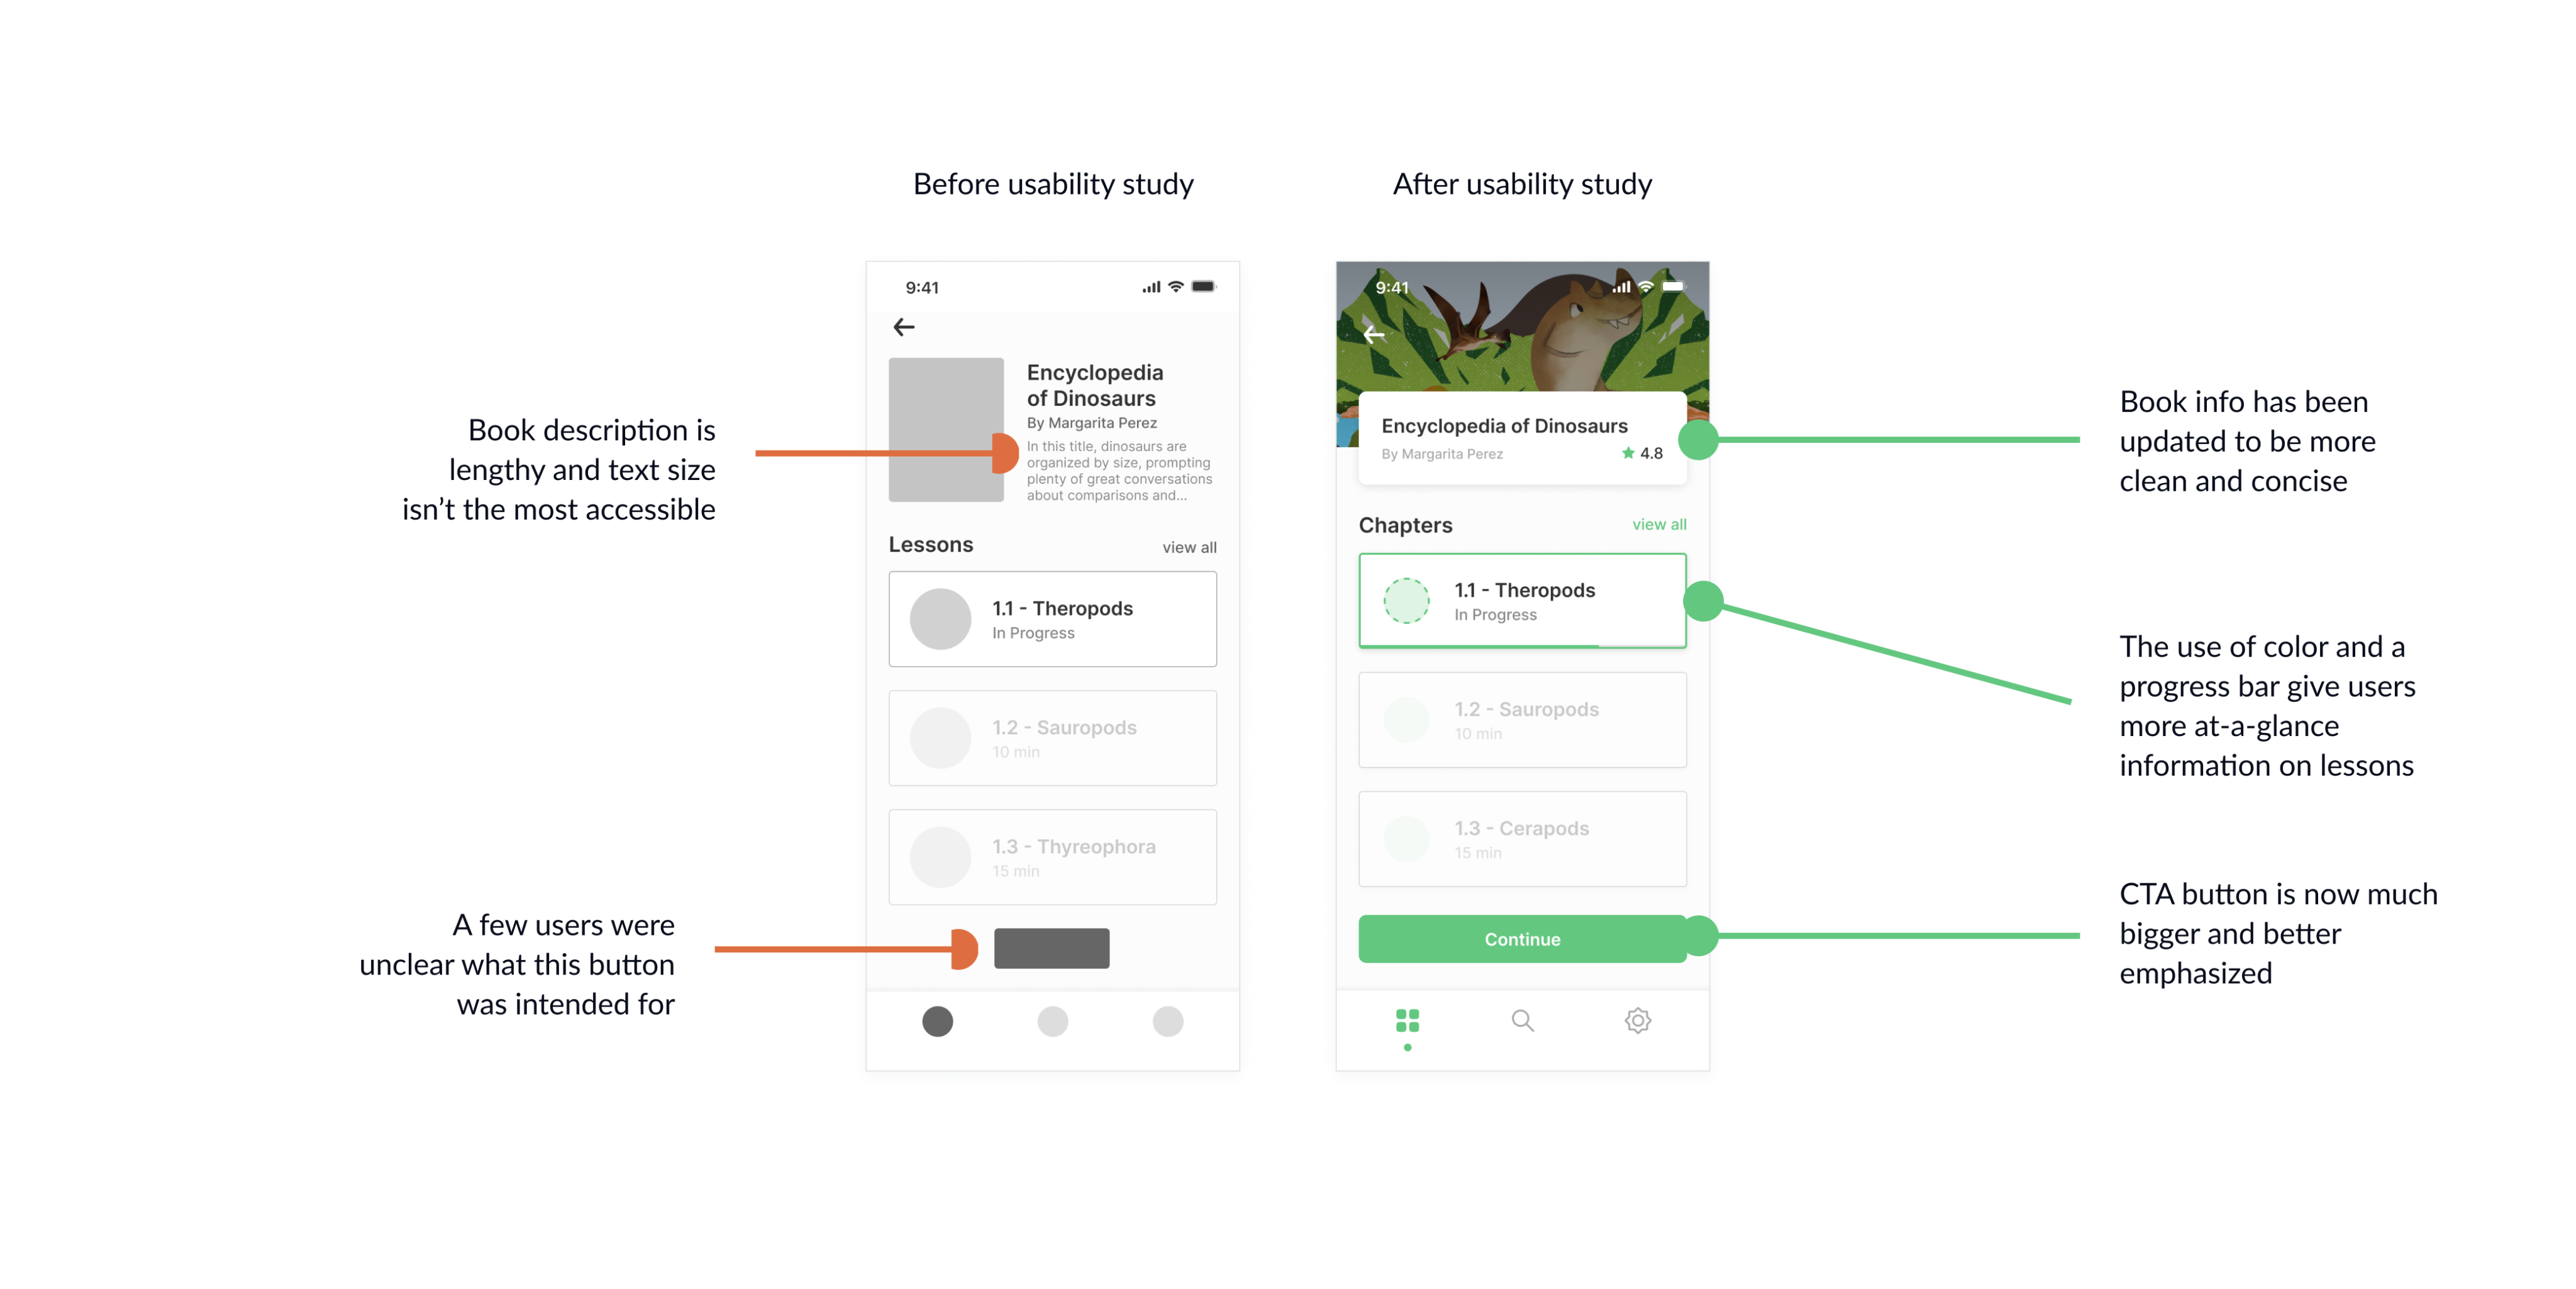 Before usability study
After usability study
Book description is
lengthy and text size
isn’t the most accessible
A few users were
unclear what this button
was intended for
9:41
Encyclopedia
of Dinosaurs
By Margarita Perez
In this title, dinosaurs are
organized by size, prompting
plenty of great conversations
about comparisons and...
Lessons
view all
1.1 - Theropods
In Progress
1.2 - Sauropods
10 min
1.3 - Thyreophora
15 min
9:41
Encyclopedia of Dinosaurs
By Margarita Perez
4.8
Chapters
view all
1.1 - Theropods
In Progress
1.2 - Sauropods
10 min
1.3 - Cerapods
15 min
Continue
Book info has been
updated to be more
clean and concise
The use of color and a
progress bar give users
more at-a-glance
information on lessons
CTA button is now much
bigger and better
emphasized